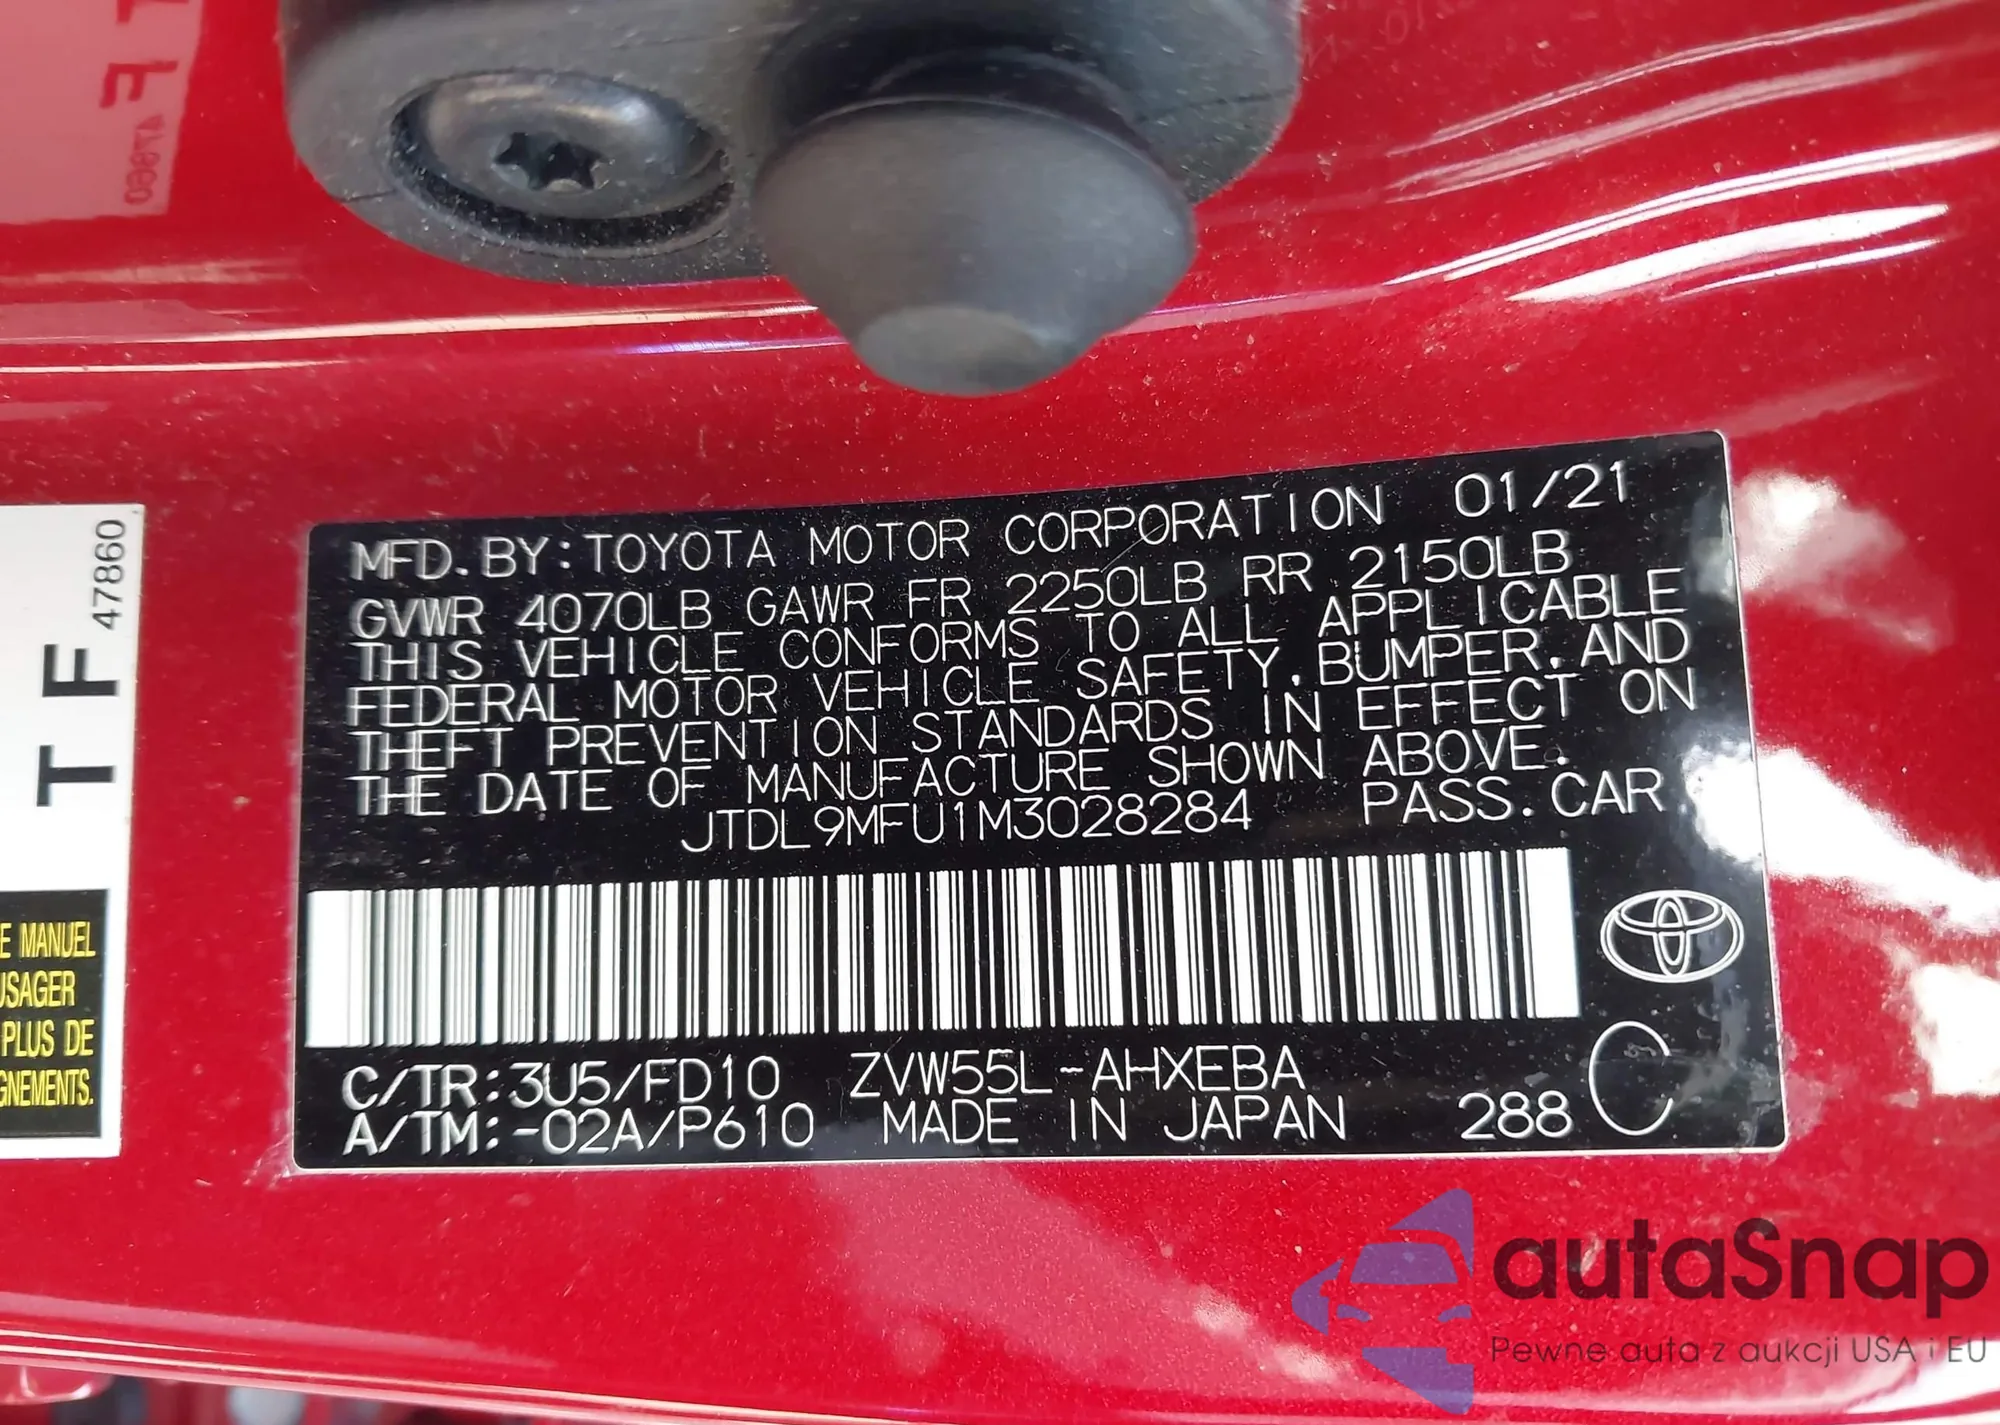 T F
47860
E MANUEL
USAGER
PLUS DE
GNEMENTS.
MFD. BY: TOYOTA MOTOR CORPORATION 01/21
GVWR 4070LB GAWR FR 2250LB RR 2150LB
THIS VEHICLE CONFORMS TO ALL APPLICABLE
FEDERAL MOTOR VEHICLE SAFETY, BUMPER, AND
THEFT PREVENTION STANDARDS IN EFFECT ON
THE DATE OF MANUFACTURE SHOWN ABOVE.
JTDL9MFU1M3028284 PASS. CAR
C/TR: 3U5/FD10 ZVW55L-AHXEBA
A/TM: -02A/P610 MADE IN JAPAN 288 C
autaSnap
Pewne auta z aukcji USA i EU